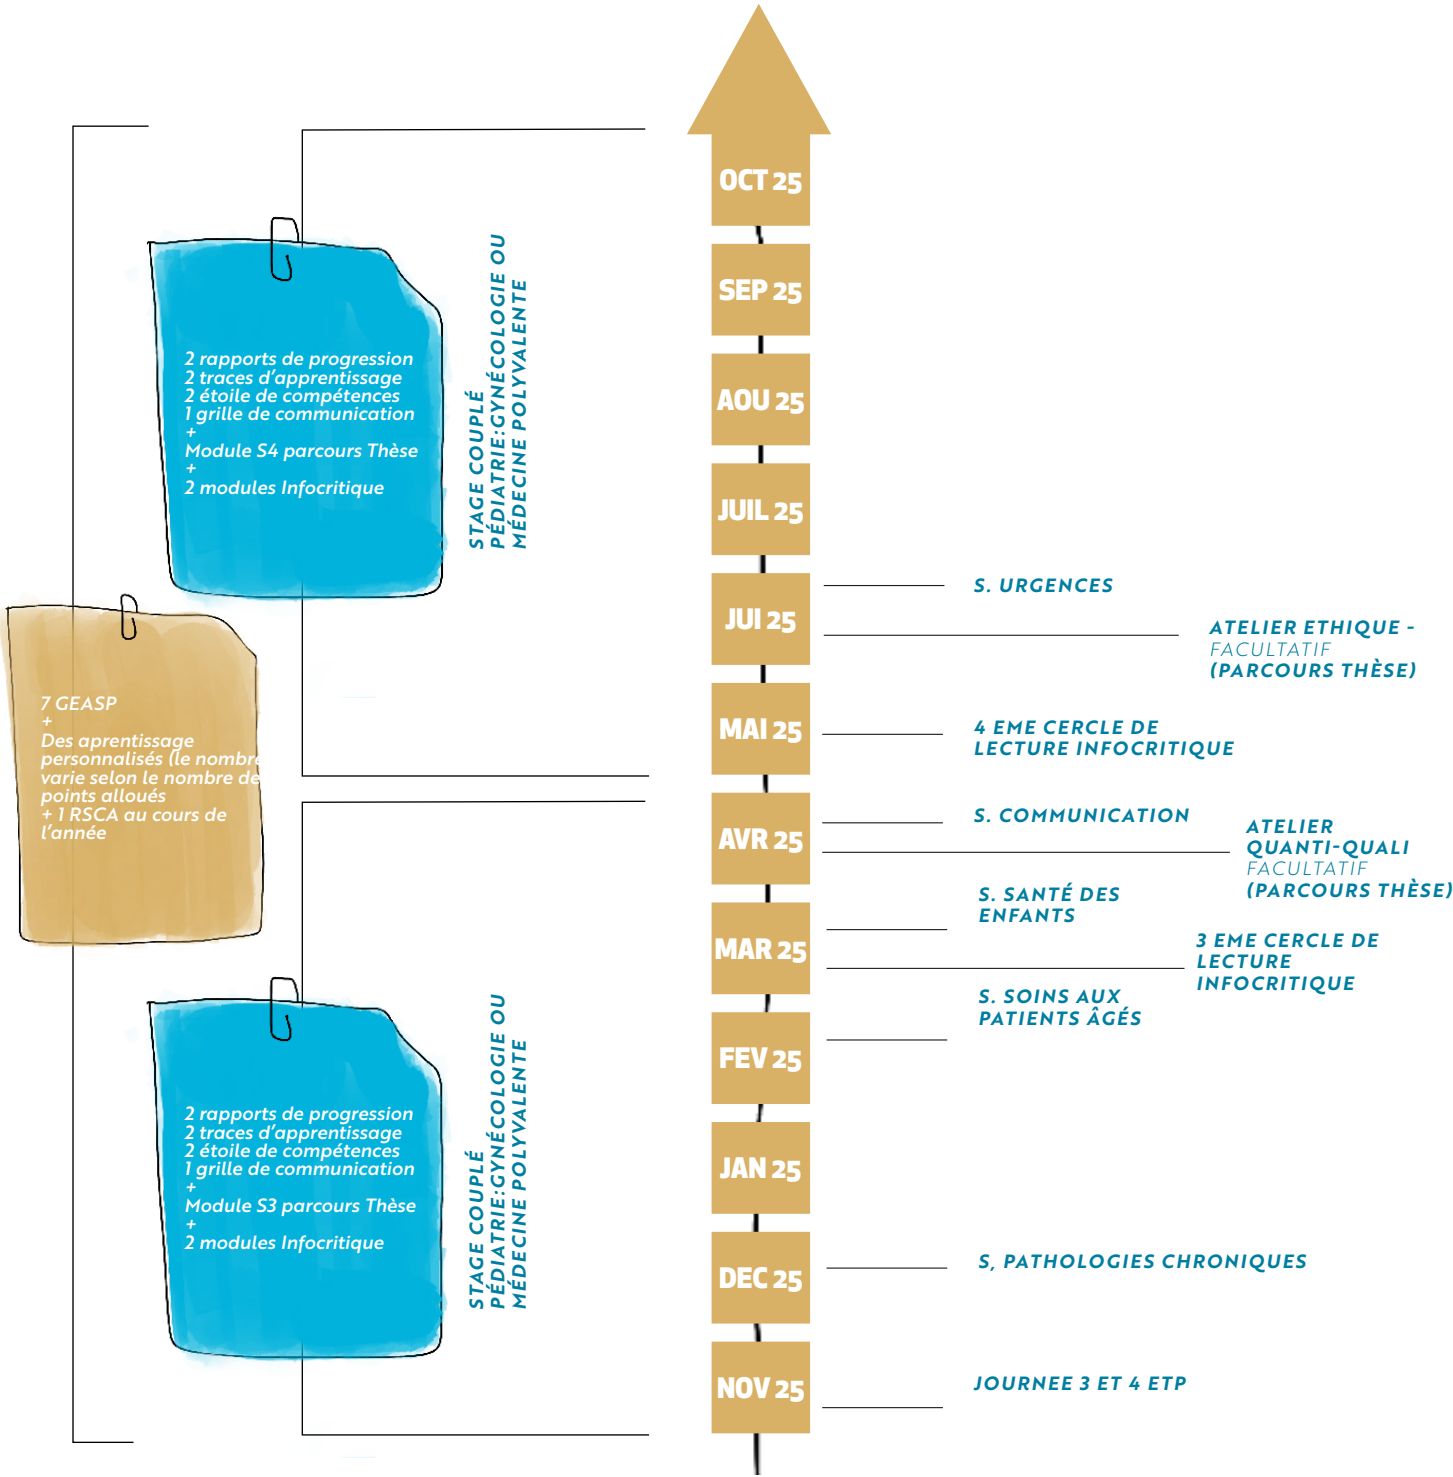 OCT 25
SEP 25
AOU 25
JUIL 25
JUI 25
MAI 25
AVR 25
MAR 25
FEV 25
JAN 25
DEC 25
NOV 25
2 rapports de progression
2 traces d'apprentissage
2 étoile de compétences
1 grille de communication
+
Module S4 parcours Thèse
+
2 modules Infocritique
STAGE COUPLÉ
PÉDIATRIE:GYNÉCOLOGIE OU
MÉDECINE POLYVALENTE
7 GEASP
+
Des aprentissage
personnalisés (le nombre
varie selon le nombre de
points alloués
+ 1 RSCA au cours de
l'année
2 rapports de progression
2 traces d'apprentissage
2 étoile de compétences
1 grille de communication
+
Module S3 parcours Thèse
+
2 modules Infocritique
STAGE COUPLÉ
PÉDIATRIE:GYNÉCOLOGIE OU
MÉDECINE POLYVALENTE
S. URGENCES
ATELIER ETHIQUE -
FACULTATIF
(PARCOURS THÈSE)
4 EME CERCLE DE
LECTURE INFOCRITIQUE
S. COMMUNICATION
ATELIER
QUANTI-QUALI
FACULTATIF
(PARCOURS THÈSE)
S. SANTÉ DES
ENFANTS
3 EME CERCLE DE
LECTURE
INFOCRITIQUE
S. SOINS AUX
PATIENTS ÂGÉS
S, PATHOLOGIES CHRONIQUES
JOURNEE 3 ET 4 ETP